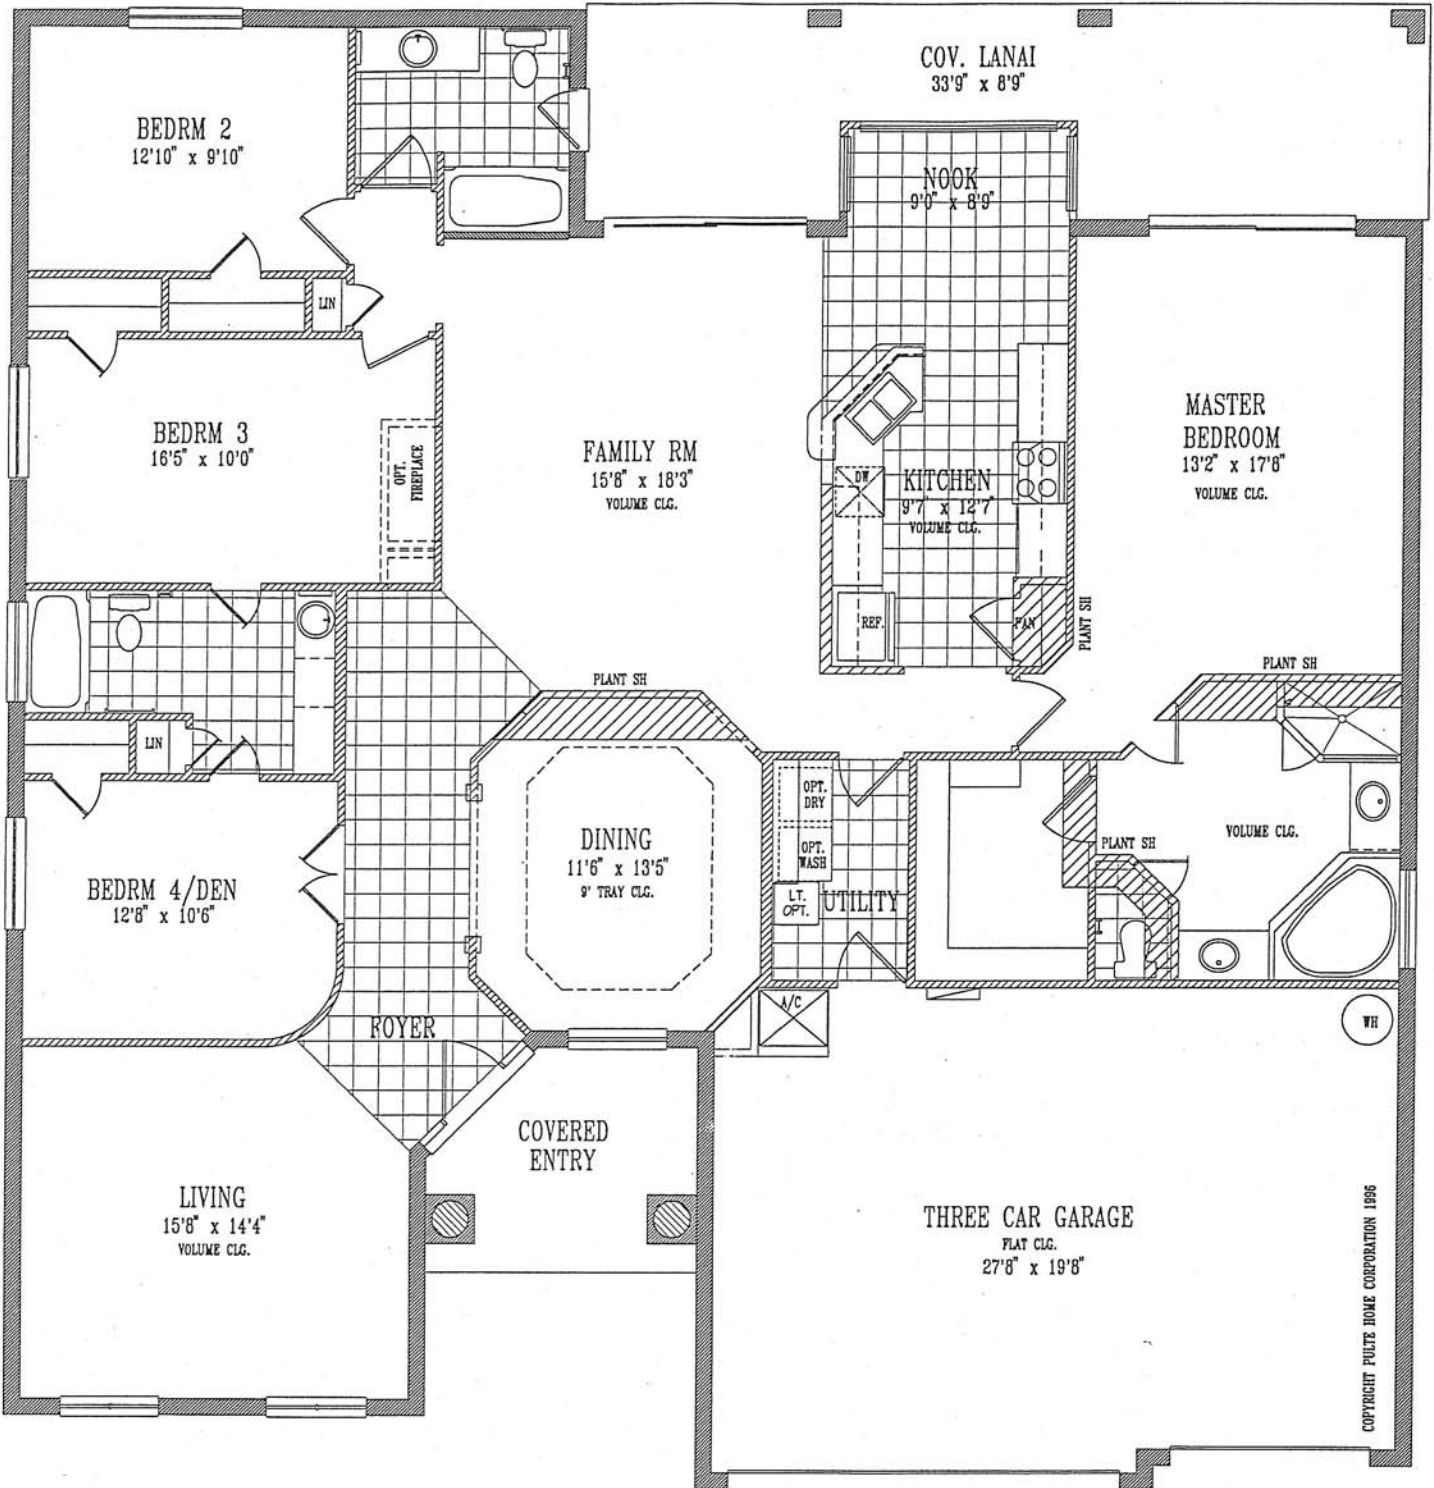 COV. LANAI
33'9" x 8'9"
BEDRM 2
12'10" x 9'10"
NOOK
9'0" x 8'9"
LIN
BEDRM 3
16'5" x 10'0"
OPT.
FIREPLACE
FAMILY RM
15'8" x 18'3"
VOLUME CLG.
DW
KITCHEN
9'7" x 12'7"
VOLUME CLG.
MASTER
BEDROOM
13'2" x 17'8"
VOLUME CLG.
REF.
PAN
PLANT SH
PLANT SH
PLANT SH
LIN
OPT.
DRY
OPT.
WASH
LT.
OPT.
UTILITY
DINING
11'6" x 13'5"
9' TRAY CLG.
PLANT SH
VOLUME CLG.
BEDRM 4/DEN
12'8" x 10'6"
A/C
WH
FOYER
COVERED
ENTRY
LIVING
15'8" x 14'4"
VOLUME CLG.
THREE CAR GARAGE
FLAT CLG.
27'8" x 19'8"
COPYRIGHT PULTE HOME CORPORATION 1996